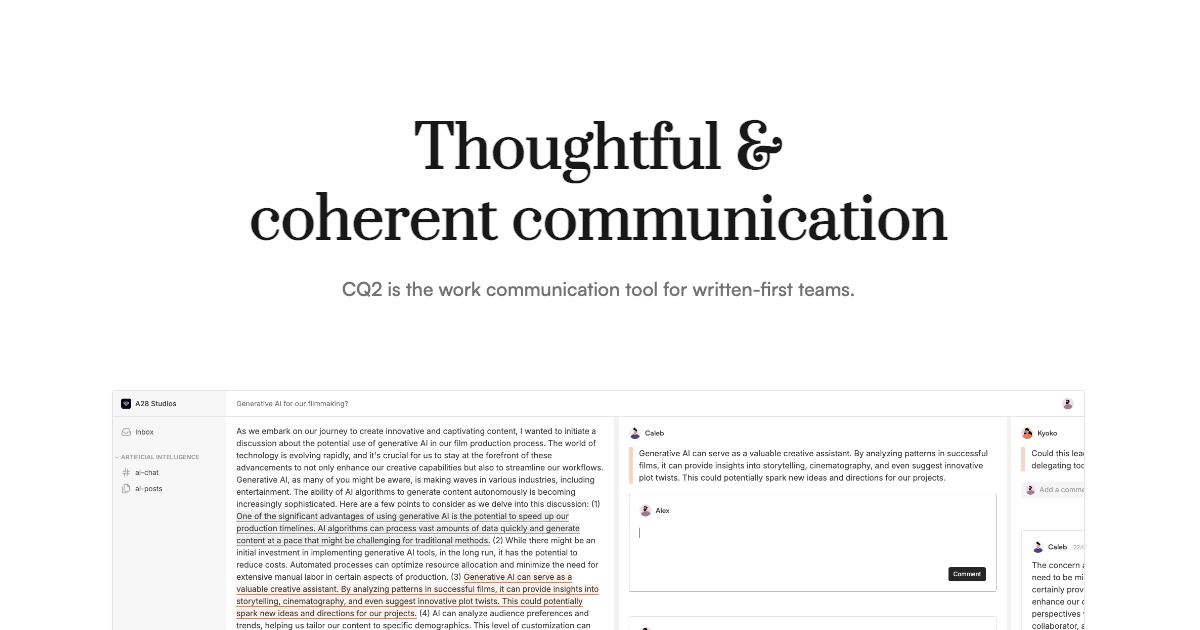 Thoughtful &
coherent communication
CQ2 is the work communication tool for written-first teams.
A28 Studios
Generative AI for our filmmaking?
Inbox
ARTIFICIAL INTELLIGENCE
ai-chat
ai-posts
As we embark on our journey to create innovative and captivating content, I wanted to initiate a
discussion about the potential use of generative AI in our film production process. The world of
technology is evolving rapidly, and it's crucial for us to stay at the forefront of these
advancements to not only enhance our creative capabilities but also to streamline our workflows.
Generative AI, as many of you might be aware, is making waves in various industries, including
entertainment. The ability of AI algorithms to generate content autonomously is becoming
increasingly sophisticated. Here are a few points to consider as we delve into this discussion: (1)
One of the significant advantages of using generative AI is the potential to speed up our
production timelines. AI algorithms can process vast amounts of data quickly and generate
content at a pace that might be challenging for traditional methods. (2) While there might be an
initial investment in implementing generative AI tools, in the long run, it has the potential to
reduce costs. Automated processes can optimize resource allocation and minimize the need for
extensive manual labor in certain aspects of production. (3) Generative AI can serve as a
valuable creative assistant. By analyzing patterns in successful films, it can provide insights into
storytelling, cinematography, and even suggest innovative plot twists. This could potentially
spark new ideas and directions for our projects. (4) AI can analyze audience preferences and
trends, helping us tailor our content to specific demographics. This level of customization can
Caleb
Generative AI can serve as a valuable creative assistant. By analyzing patterns in successful
films, it can provide insights into storytelling, cinematography, and even suggest innovative
plot twists. This could potentially spark new ideas and directions for our projects.
Alex
Comment
Kyoko
Could this lea
delegating too
Add a comme
Caleb 22/
The concern a
need to be mi
certainly prov
enhance our c
perspectives
collaborator, a